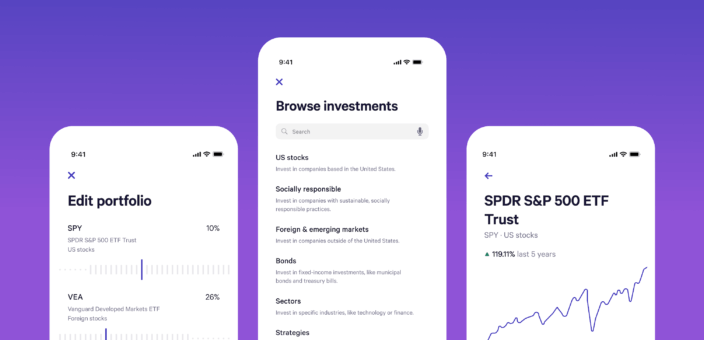 9:41
Edit portfolio
SPY 10%
SPDR S&P 500 ETF Trust
US stocks
VEA 26%
Vanguard Developed Markets ETF
Foreign stocks
9:41
Browse investments
Search
US stocks
Invest in companies based in the United States.
Socially responsible
Invest in companies with sustainable, socially
responsible practices.
Foreign & emerging markets
Invest in companies outside of the United States.
Bonds
Invest in fixed-income investments, like municipal
bonds and treasury bills.
Sectors
Invest in specific industries, like technology or finance.
Strategies
9:41
SPDR S&P 500 ETF
Trust
SPY · US stocks
▲ 119.11% last 5 years